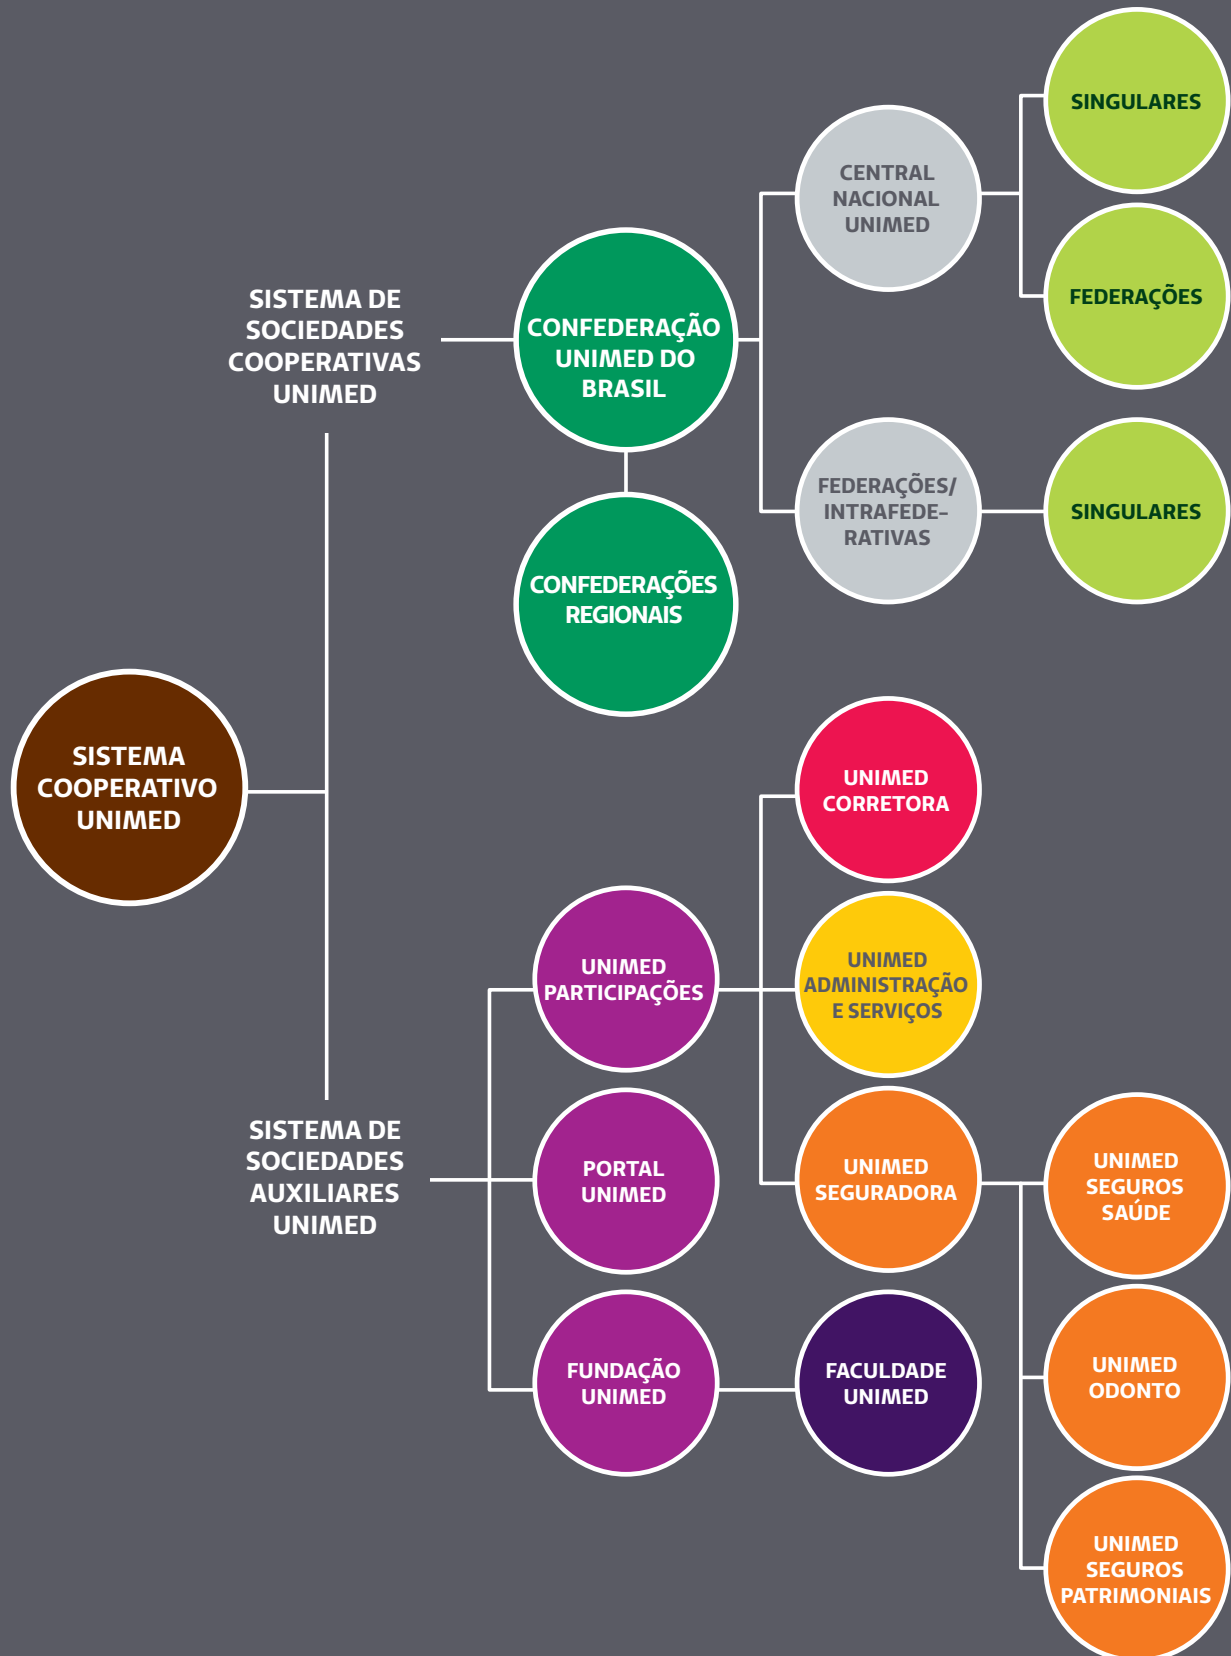 SISTEMA
COOPERATIVO
UNIMED
SISTEMA DE
SOCIEDADES
COOPERATIVAS
UNIMED
CONFEDERAÇÃO
UNIMED DO
BRASIL
CONFEDERAÇÕES
REGIONAIS
CENTRAL
NACIONAL
UNIMED
SINGULARES
FEDERAÇÕES
FEDERAÇÕES/
INTRAFEDE-
RATIVAS
SINGULARES
SISTEMA DE
SOCIEDADES
AUXILIARES
UNIMED
UNIMED
PARTICIPAÇÕES
UNIMED
CORRETORA
UNIMED
ADMINISTRAÇÃO
E SERVIÇOS
UNIMED
SEGURADORA
UNIMED
SEGUROS
SAÚDE
UNIMED
ODONTO
UNIMED
SEGUROS
PATRIMONIAIS
PORTAL
UNIMED
FUNDAÇÃO
UNIMED
FACULDADE
UNIMED